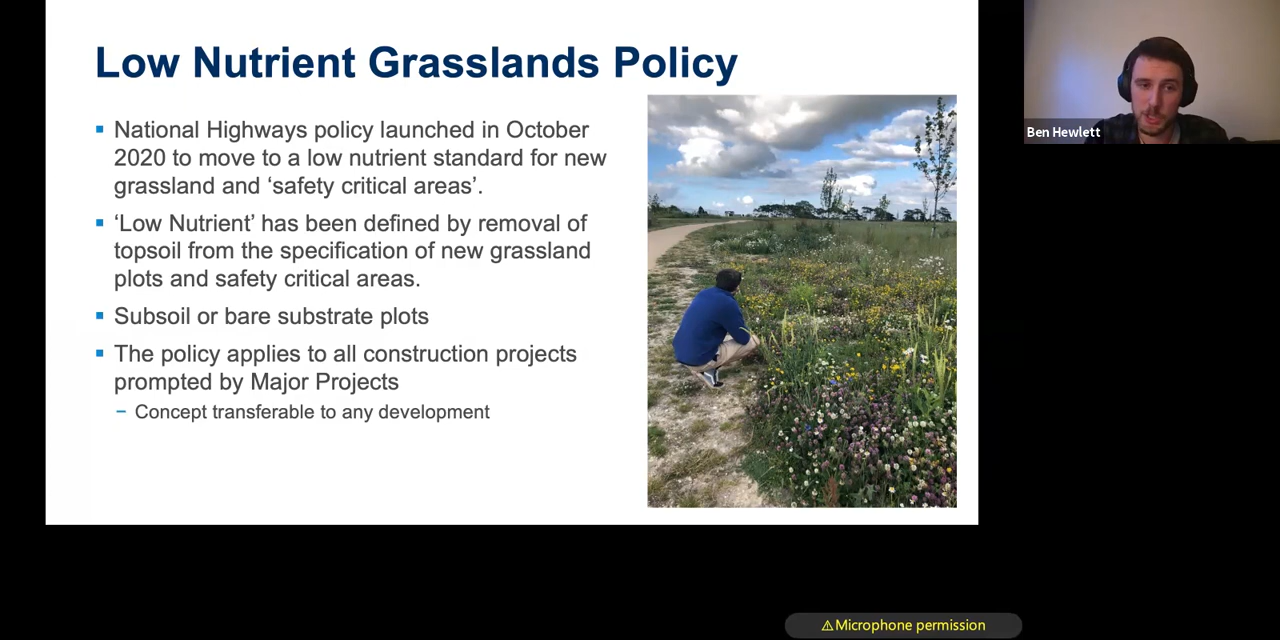 Low Nutrient Grasslands Policy
▪ National Highways policy launched in October
2020 to move to a low nutrient standard for new
grassland and ‘safety critical areas’.
▪ ‘Low Nutrient’ has been defined by removal of
topsoil from the specification of new grassland
plots and safety critical areas.
▪ Subsoil or bare substrate plots
▪ The policy applies to all construction projects
prompted by Major Projects
− Concept transferable to any development
Ben Hewlett
⚠Microphone permission